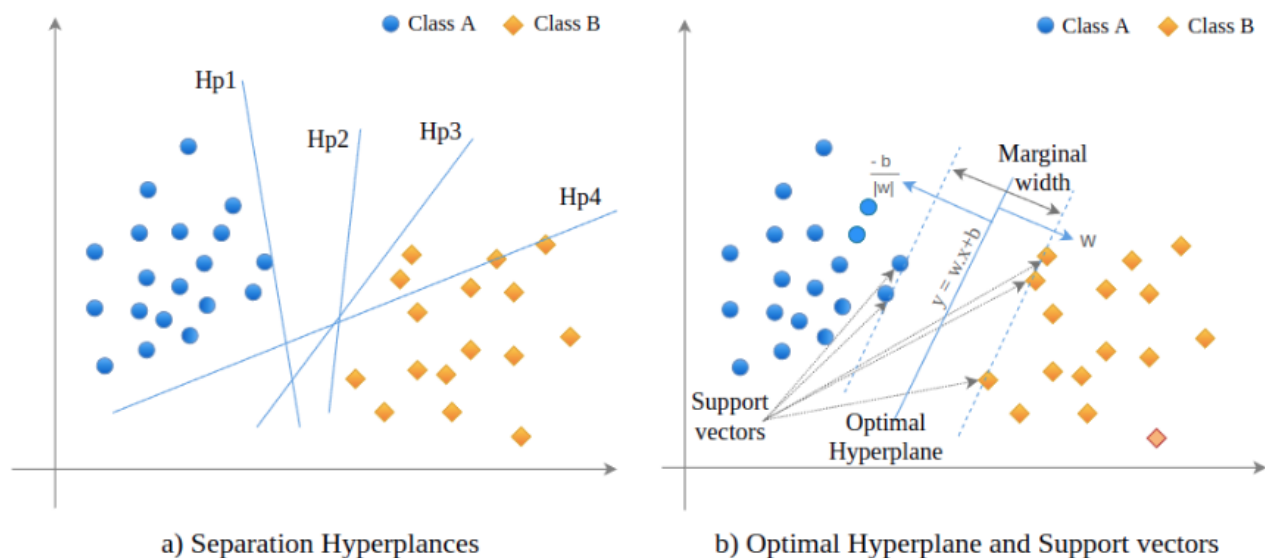 Class A
Class B
Hp1
Hp2
Hp3
Hp4
a) Separation Hyperplances
Class A
Class B
- b
|w|
Marginal
width
W
y = w.x+b
Support
vectors
Optimal
Hyperplane
b) Optimal Hyperplane and Support vectors